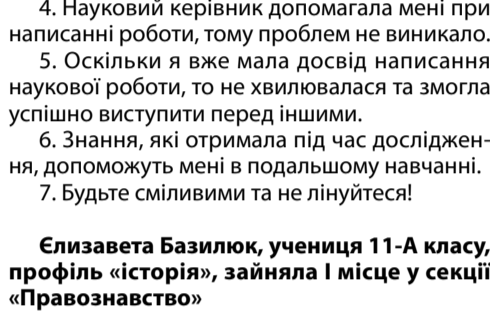 4. Науковий керівник допомагала мені при
написанні роботи, тому проблем не виникало.
5. Оскільки я вже мала досвід написання
наукової роботи, то не хвилювалася та змогла
успішно виступити перед іншими.
6. Знання, які отримала під час досліджен-
ня, допоможуть мені в подальшому навчанні.
7. Будьте сміливими та не лінуйтеся!
Єлизавета Базилюк, учениця 11-А класу,
профіль «історія», зайняла І місце у секції
«Правознавство»